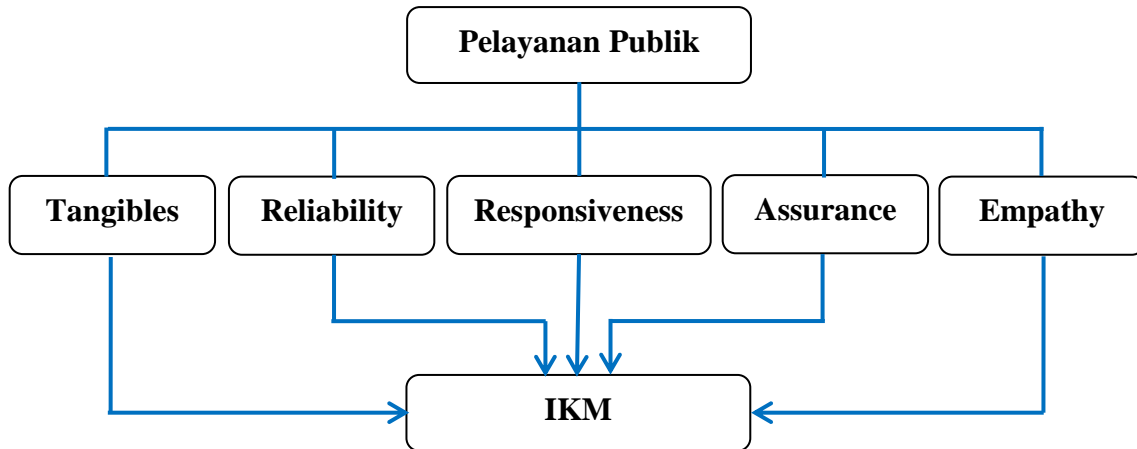 Pelayanan Publik
Tangibles
Reliability
Responsiveness
Assurance
Empathy
IKM